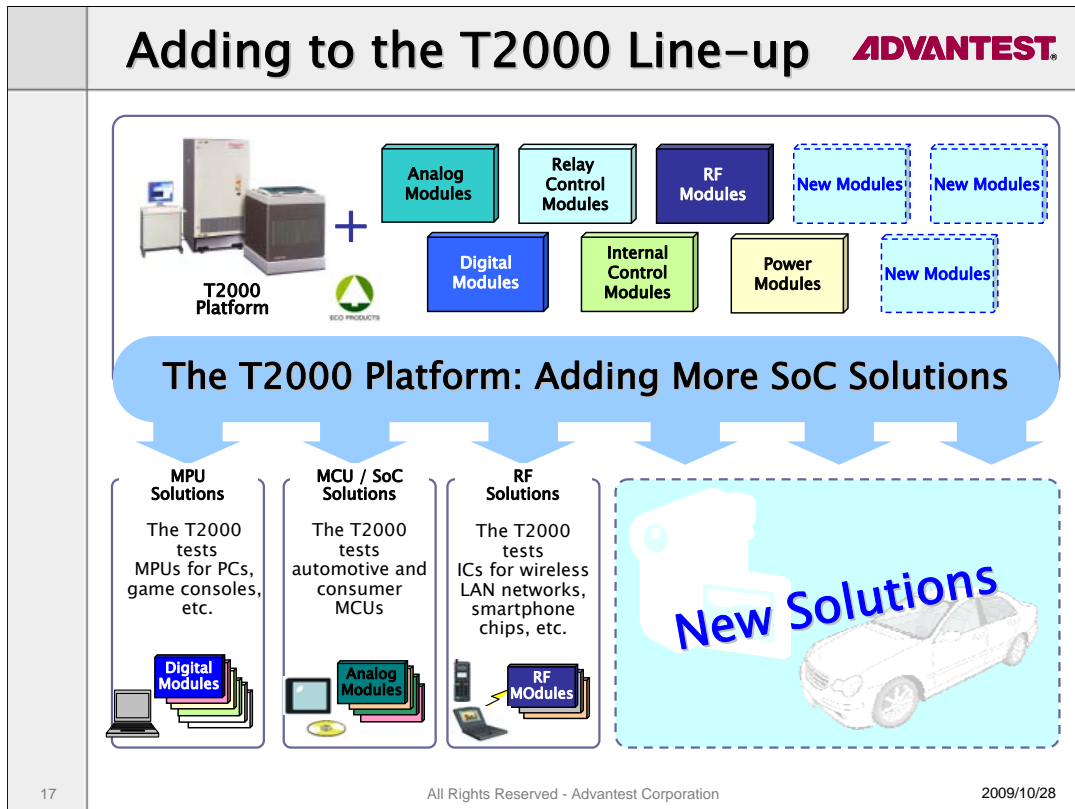 Adding to the T2000 Line-up
ADVANTEST®
Analog
Modules
Relay
Control
Modules
RF
Modules
New Modules
New Modules
+
Digital
Modules
Internal
Control
Modules
Power
Modules
New Modules
T2000
Platform
ECO PRODUCTS
The T2000 Platform: Adding More SoC Solutions
MPU
Solutions
The T2000
tests
MPUs for PCs,
game consoles,
etc.
Digital
Modules
MCU / SoC
Solutions
The T2000
tests
automotive and
consumer
MCUs
Analog
Modules
RF
Solutions
The T2000
tests
ICs for wireless
LAN networks,
smartphone
chips, etc.
RF
MOdules
New Solutions
17
All Rights Reserved - Advantest Corporation
2009/10/28